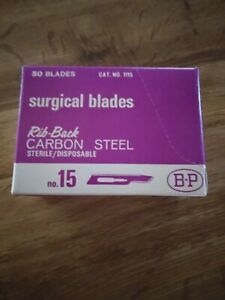 50 BLADES CAT. NO. 1115
surgical blades
Rib-Back
CARBON STEEL
STERILE/DISPOSABLE
no. 15
B-P